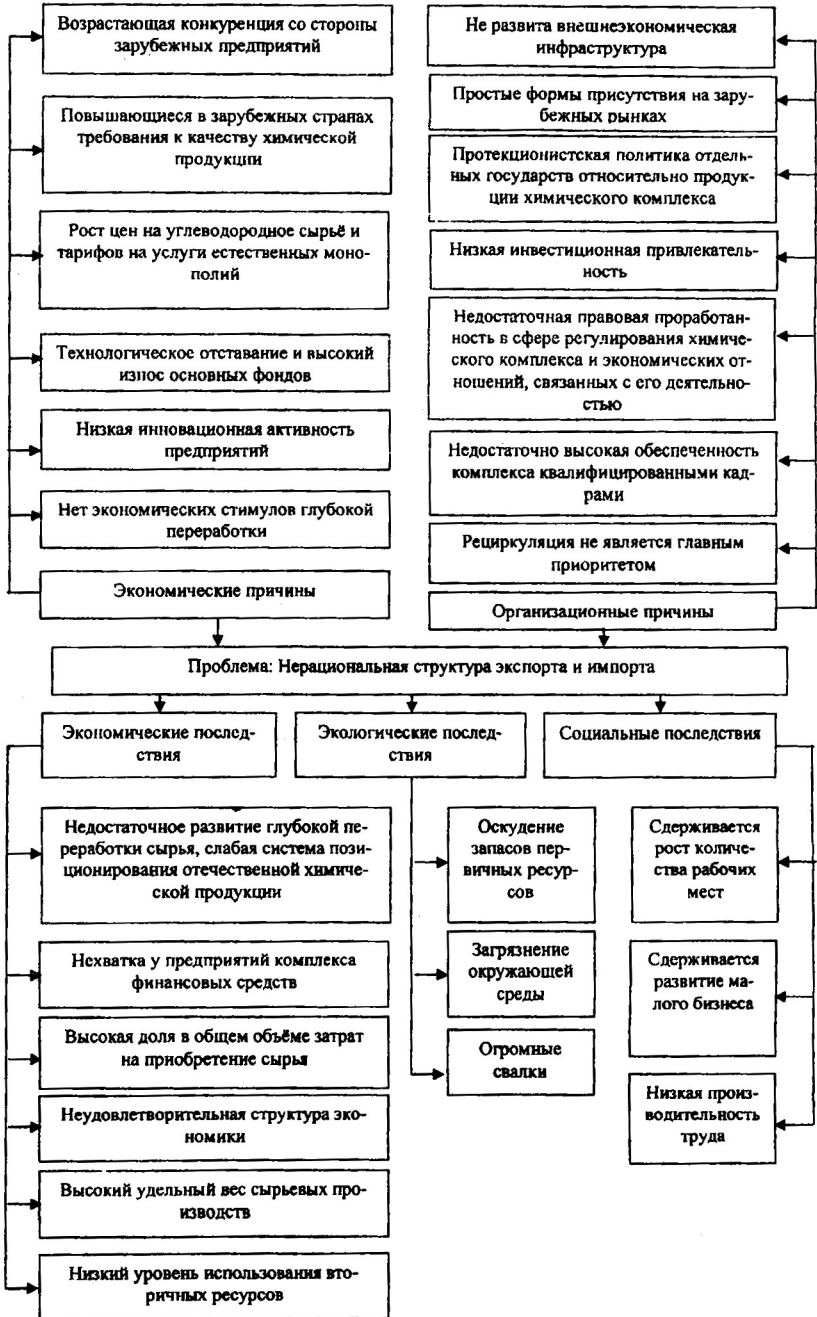 Возрастающая конкуренция со стороны
зарубежных предприятий
Повышающиеся в зарубежных странах
требования к качеству химической
продукции
Рост цен на углеводородное сырьё и
тарифов на услуги естественных моно-
полий
Технологическое отставание и высокий
износ основных фондов
Низкая инновационная активность
предприятий
Нет экономических стимулов глубокой
переработки
Экономические причины
Не развита внешнеэкономическая
инфраструктура
Простые формы присутствия на зару-
бежных рынках
Протекционистская политика отдель-
ных государств относительно продук-
ции химического комплекса
Низкая инвестиционная привлекатель-
ность
Недостаточная правовая проработан-
ность в сфере регулирования химиче-
ского комплекса и экономических от-
ношений, связанных с его деятельно-
стью
Недостаточно высокая обеспеченность
комплекса квалифицированными кад-
рами
Рециркуляция не является главным
приоритетом
Организационные причины
Проблема: Нерациональная структура экспорта и импорта
Экономические послед-
ствия
Экологические послед-
ствия
Социальные последствия
Недостаточное развитие глубокой пе-
реработки сырья, слабая система пози-
ционирования отечественной химиче-
ской продукции
Нехватка у предприятий комплекса
финансовых средств
Высокая доля в общем объёме затрат
на приобретение сырья
Неудовлетворительная структура эко-
номики
Высокий удельный вес сырьевых про-
изводств
Низкий уровень использования вто-
ричных ресурсов
Оскудение
запасов пер-
вичных ресур-
сов
Загрязнение
окружающей
среды
Огромные
свалки
Сдерживается
рост количе-
ства рабочих
мест
Сдерживается
развитие ма-
лого бизнеса
Низкая произ-
водительность
труда